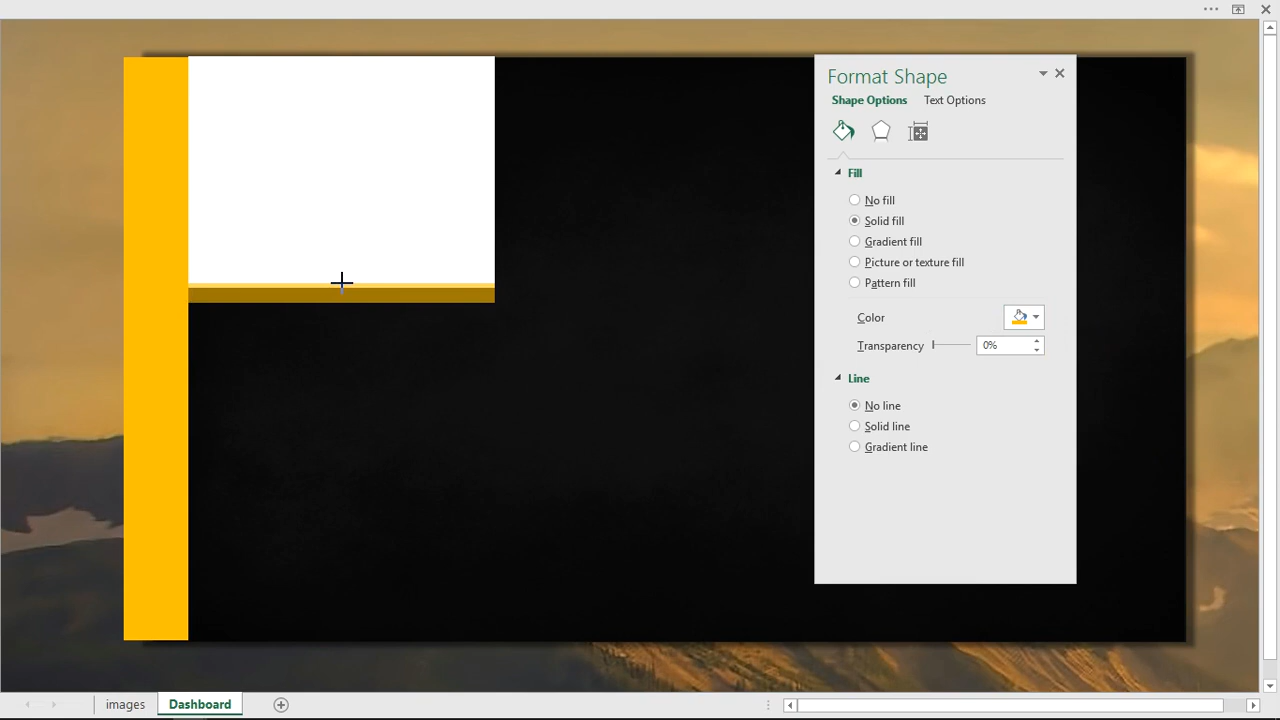 Format Shape
Shape Options Text Options
Fill
No fill
Solid fill
Gradient fill
Picture or texture fill
Pattern fill
Color
Transparency 0%
Line
No line
Solid line
Gradient line
images Dashboard